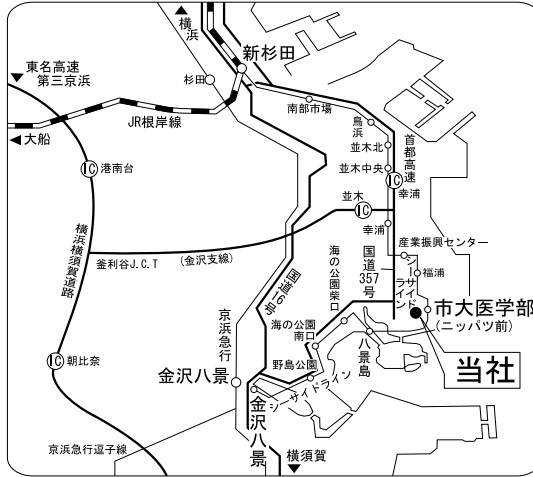 横浜
新杉田
東名高速
第三京浜
杉田
JR根岸線
大船
南部市場
鳥浜
並木北
首都高速
並木中央
IC
幸浦
IC
港南台
並木
IC
幸浦
横浜横須賀道路
釜利谷J.C.T
(金沢支線)
国道16号
海の公園柴口
国道357号
産業振興センター
福浦
シーサイドライン
市大医学部
(ニッパツ前)
京浜急行
海の公園
南口
八景島
当社
IC
朝比奈
野島公園
金沢八景
シーサイドライン
金沢八景
京浜急行逗子線
横須賀